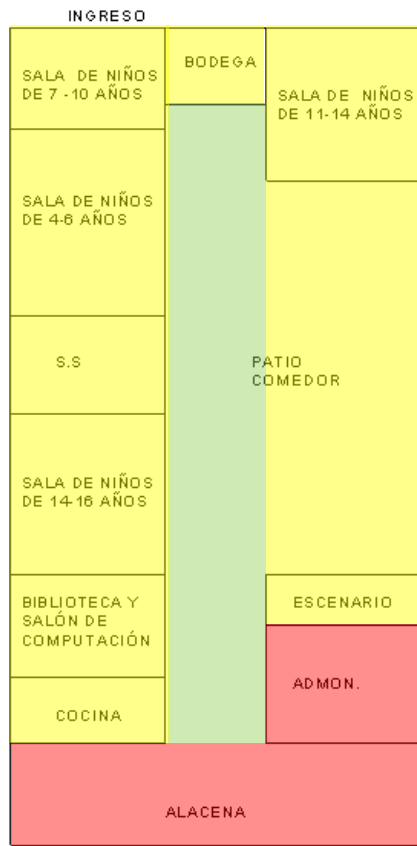 INGRESO
BODEGA
SALA DE NIÑOS
DE 7 -10 AÑOS
SALA DE NIÑOS
DE 11-14 AÑOS
SALA DE NIÑOS
DE 4-6 AÑOS
S.S
PATIO
COMEDOR
SALA DE NIÑOS
DE 14-16 AÑOS
BIBLIOTECA Y
SALÓN DE
COMPUTACIÓN
ESCENARIO
ADMON.
COCINA
ALACENA